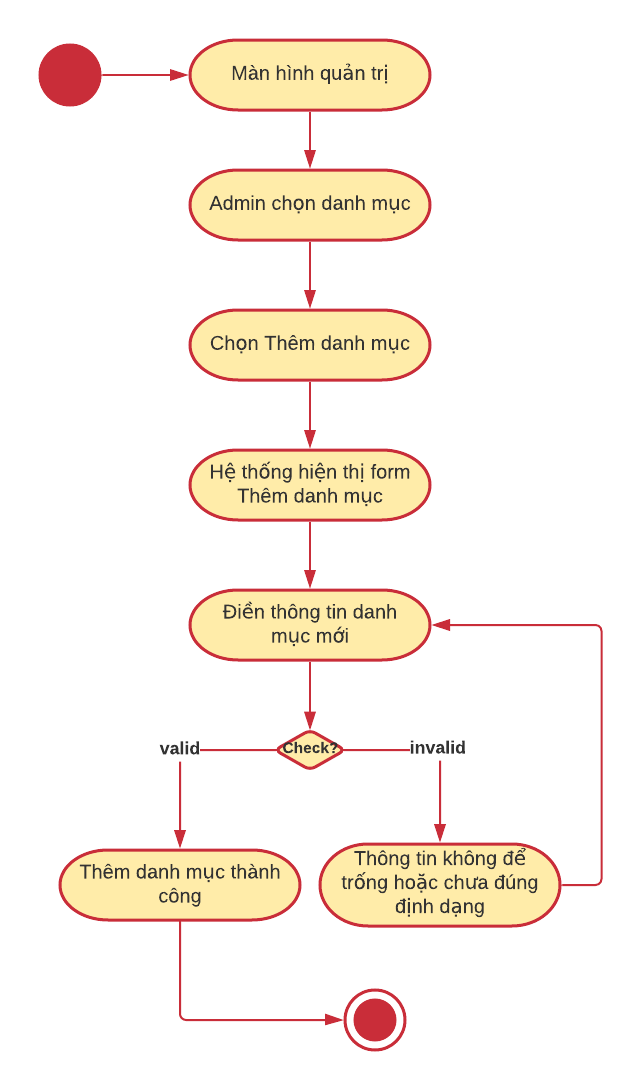 Màn hình quản trị
Admin chọn danh mục
Chọn Thêm danh mục
Hệ thống hiện thị form
Thêm danh mục
Điền thông tin danh
mục mới
Check?
valid
invalid
Thêm danh mục thành
công
Thông tin không để
trống hoặc chưa đúng
định dạng